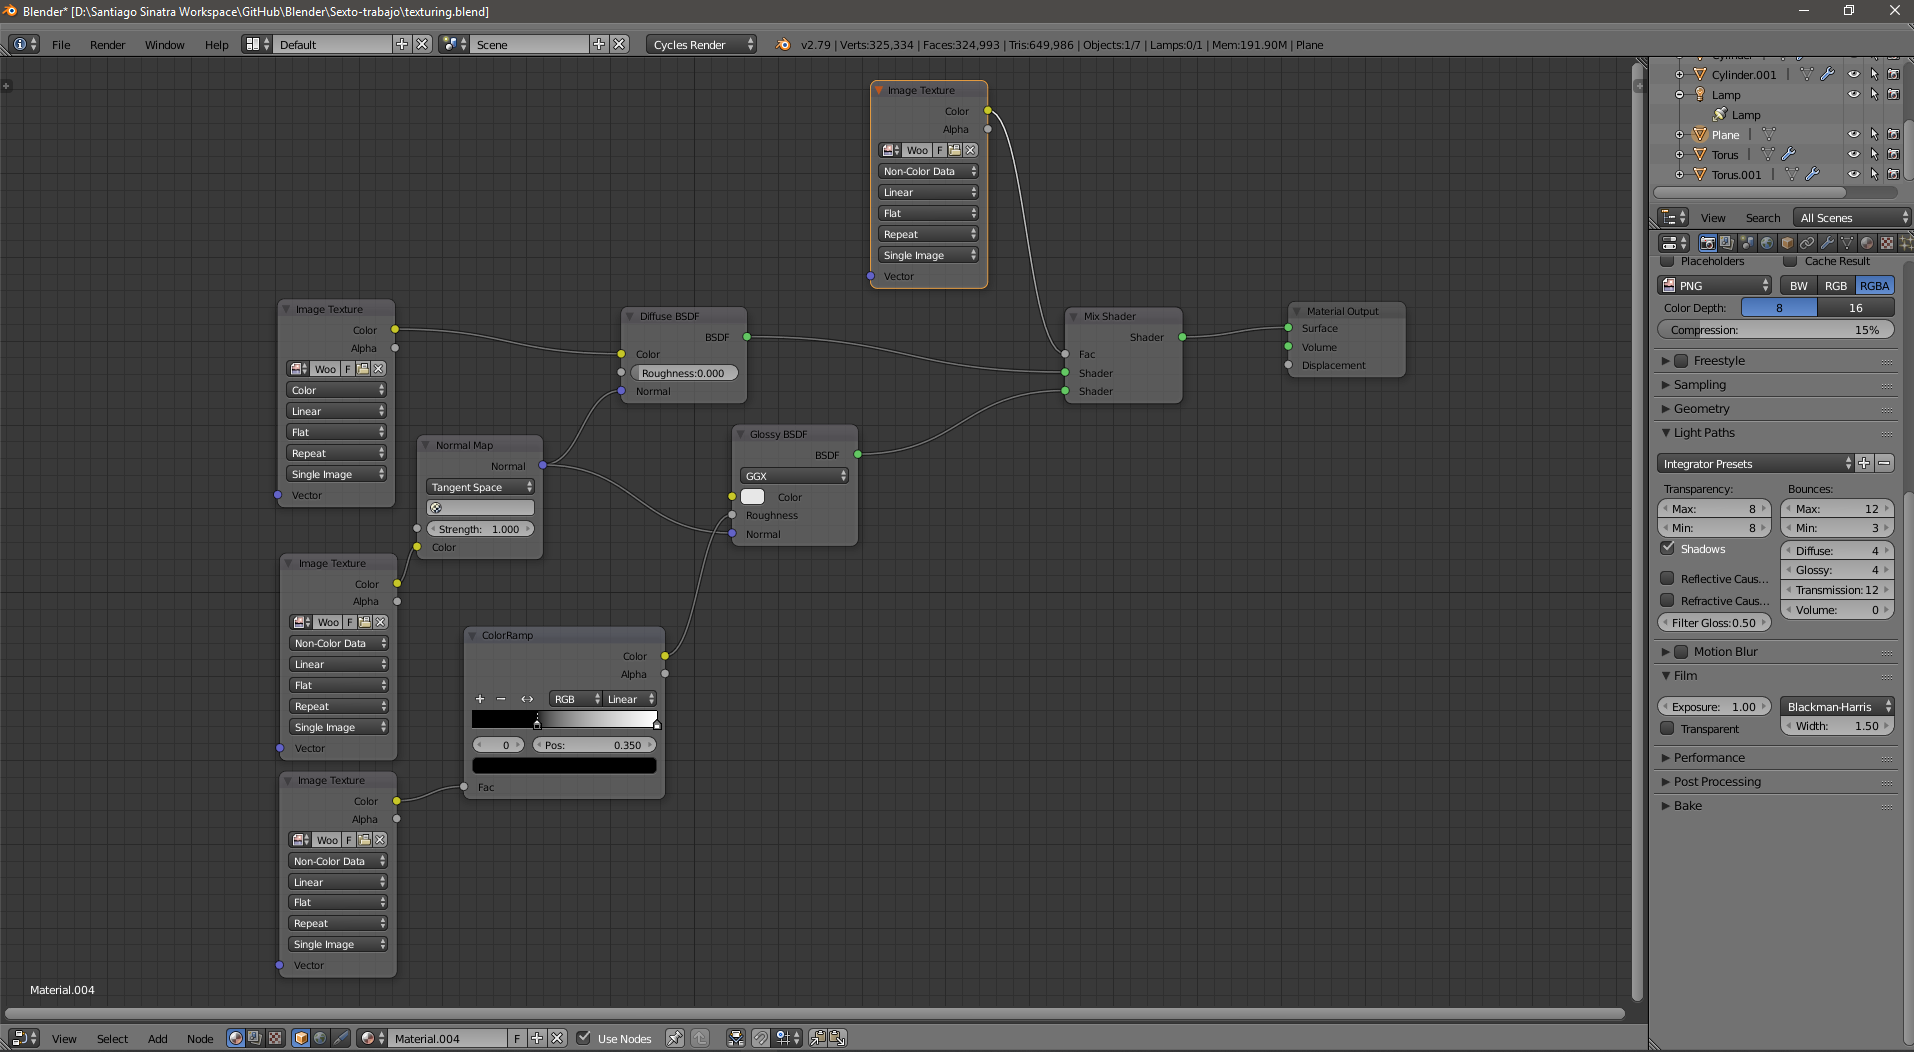 Blender* [D:\Santiago Sinatra Workspace\GitHub\Blender\Sexto-trabajo\texturing.blend]
File Render Window Help Default Scene Cycles Render v2.79 | Verts:325,334 | Faces:324,993 | Tris:649,986 | Objects:1/7 | Lamps:0/1 | Mem:191.90M | Plane
Image Texture
Color
Alpha
Woo F
Non-Color Data
Linear
Flat
Repeat
Single Image
Vector
Image Texture
Color
Alpha
Woo F
Color
Linear
Flat
Repeat
Single Image
Vector
Diffuse BSDF
BSDF
Color
Roughness:0.000
Normal
Mix Shader
Shader
Fac
Shader
Shader
Material Output
Surface
Volume
Displacement
Normal Map
Normal
Tangent Space
Strength: 1.000
Color
Glossy BSDF
BSDF
GGX
Color
Roughness
Normal
Image Texture
Color
Alpha
Woo F
Non-Color Data
Linear
Flat
Repeat
Single Image
Vector
ColorRamp
Color
Alpha
RGB Linear
0 Pos: 0.350
Fac
Image Texture
Color
Alpha
Woo F
Non-Color Data
Linear
Flat
Repeat
Single Image
Vector
Material.004
View Select Add Node Material.004 F Use Nodes
Cylinder.001
Lamp
Lamp
Plane
Torus
Torus.001
View Search All Scenes
Placeholders Cache Result
PNG BW RGB RGBA
Color Depth: 8 16
Compression: 15%
Freestyle
Sampling
Geometry
Light Paths
Integrator Presets
Transparency: Bounces:
Max: 8 Max: 12
Min: 8 Min: 3
Shadows Diffuse: 4
Glossy: 4
Reflective Caus... Transmission: 12
Refractive Caus... Volume: 0
Filter Gloss:0.50
Motion Blur
Film
Exposure: 1.00 Blackman-Harris
Transparent Width: 1.50
Performance
Post Processing
Bake